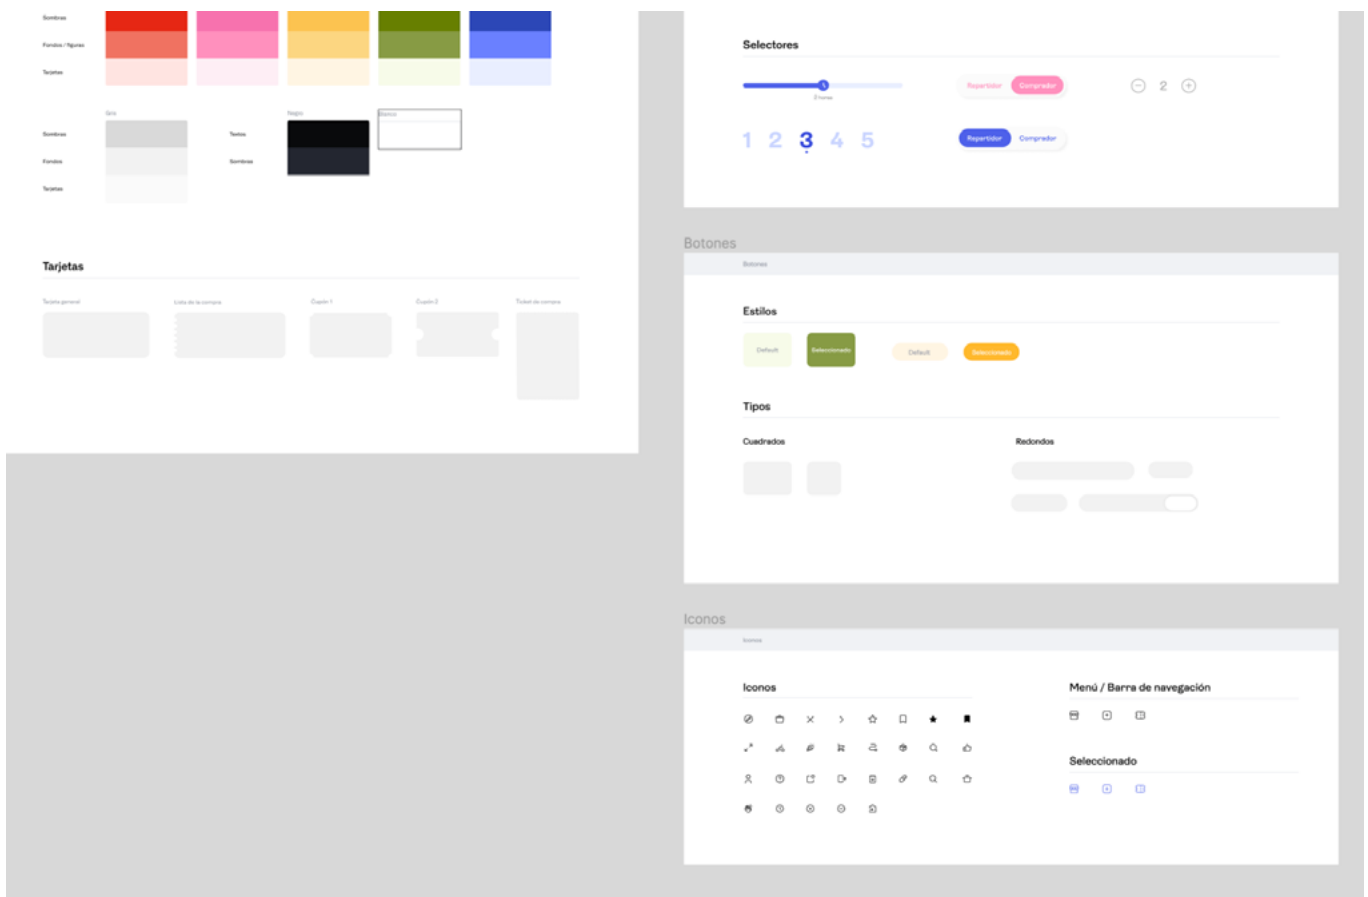 Sombras
Fondos / figuras
Tarjetas
Gris
Negro
Blanco
Sombras
Textos
Fondos
Sombras
Tarjetas
Tarjetas
Tarjeta general
Lista de la compra
Cupón 1
Cupón 2
Ticket de compra
Selectores
2 horas
Repartidor
Comprador
2
1 2 3 4 5
Repartidor
Comprador
Botones
Botones
Estilos
Default
Seleccionado
Default
Seleccionado
Tipos
Cuadrados
Redondos
Iconos
Iconos
Iconos
Menú / Barra de navegación
Seleccionado